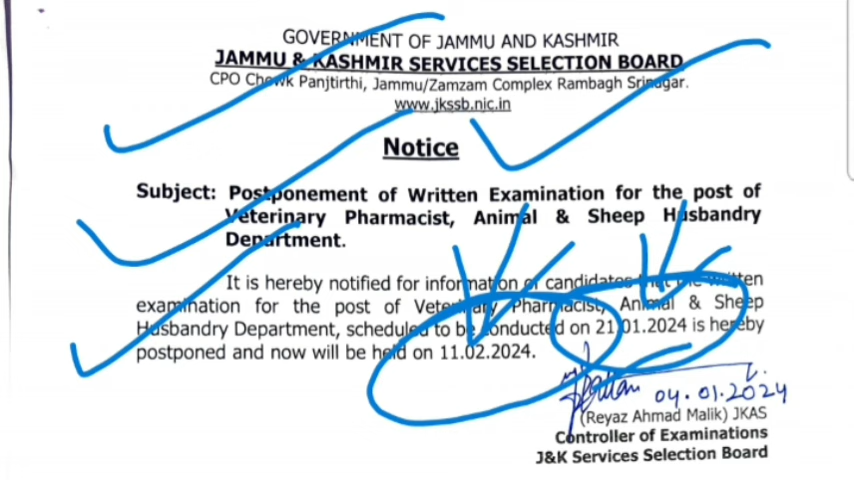 GOVERNMENT OF JAMMU AND KASHMIR
JAMMU & KASHMIR SERVICES SELECTION BOARD
CPO Chowk Panjtirthi, Jammu/Zamzam Complex Rambagh Srinagar.
www.jkssb.nic.in
Notice
Subject: Postponement of Written Examination for the post of
Veterinary Pharmacist, Animal & Sheep Husbandry
Department.
It is hereby notified for information of candidates that the written
examination for the post of Veterinary Pharmacist, Animal & Sheep
Husbandry Department, scheduled to be conducted on 21.01.2024 is hereby
postponed and now will be held on 11.02.2024.
04.01.2024
(Reyaz Ahmad Malik) JKAS
Controller of Examinations
J&K Services Selection Board